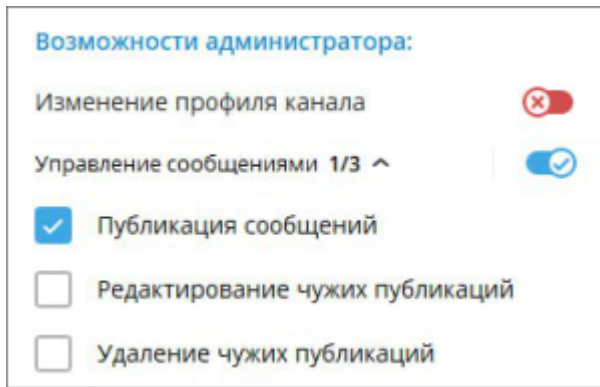 Возможности администратора:
Изменение профиля канала
Управление сообщениями 1/3
Публикация сообщений
Редактирование чужих публикаций
Удаление чужих публикаций